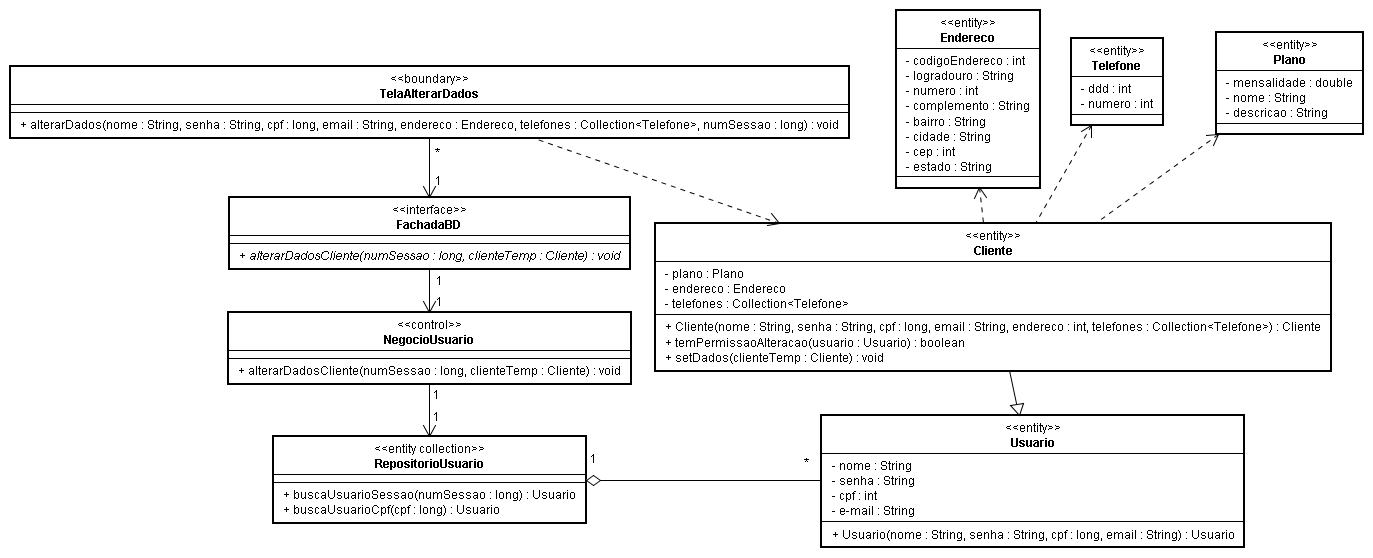 <<boundary>>
TelaAlterarDados
+ alterarDados(nome : String, senha : String, cpf : long, email : String, endereco : Endereco, telefones : Collection<Telefone>, numSessao : long) : void
*
1
<<interface>>
FachadaBD
+ alterarDadosCliente(numSessao : long, clienteTemp : Cliente) : void
1
1
<<control>>
NegocioUsuario
+ alterarDadosCliente(numSessao : long, clienteTemp : Cliente) : void
1
1
<<entity collection>>
RepositorioUsuario
+ buscaUsuarioSessao(numSessao : long) : Usuario
+ buscaUsuarioCpf(cpf : long) : Usuario
1
*
<<entity>>
Endereco
- codigoEndereco : int
- logradouro : String
- numero : int
- complemento : String
- bairro : String
- cidade : String
- cep : int
- estado : String
<<entity>>
Telefone
- ddd : int
- numero : int
<<entity>>
Plano
- mensalidade : double
- nome : String
- descricao : String
<<entity>>
Cliente
- plano : Plano
- endereco : Endereco
- telefones : Collection<Telefone>
+ Cliente(nome : String, senha : String, cpf : long, email : String, endereco : int, telefones : Collection<Telefone>) : Cliente
+ temPermissaoAlteracao(usuario : Usuario) : boolean
+ setDados(clienteTemp : Cliente) : void
<<entity>>
Usuario
- nome : String
- senha : String
- cpf : int
- e-mail : String
+ Usuario(nome : String, senha : String, cpf : long, email : String) : Usuario